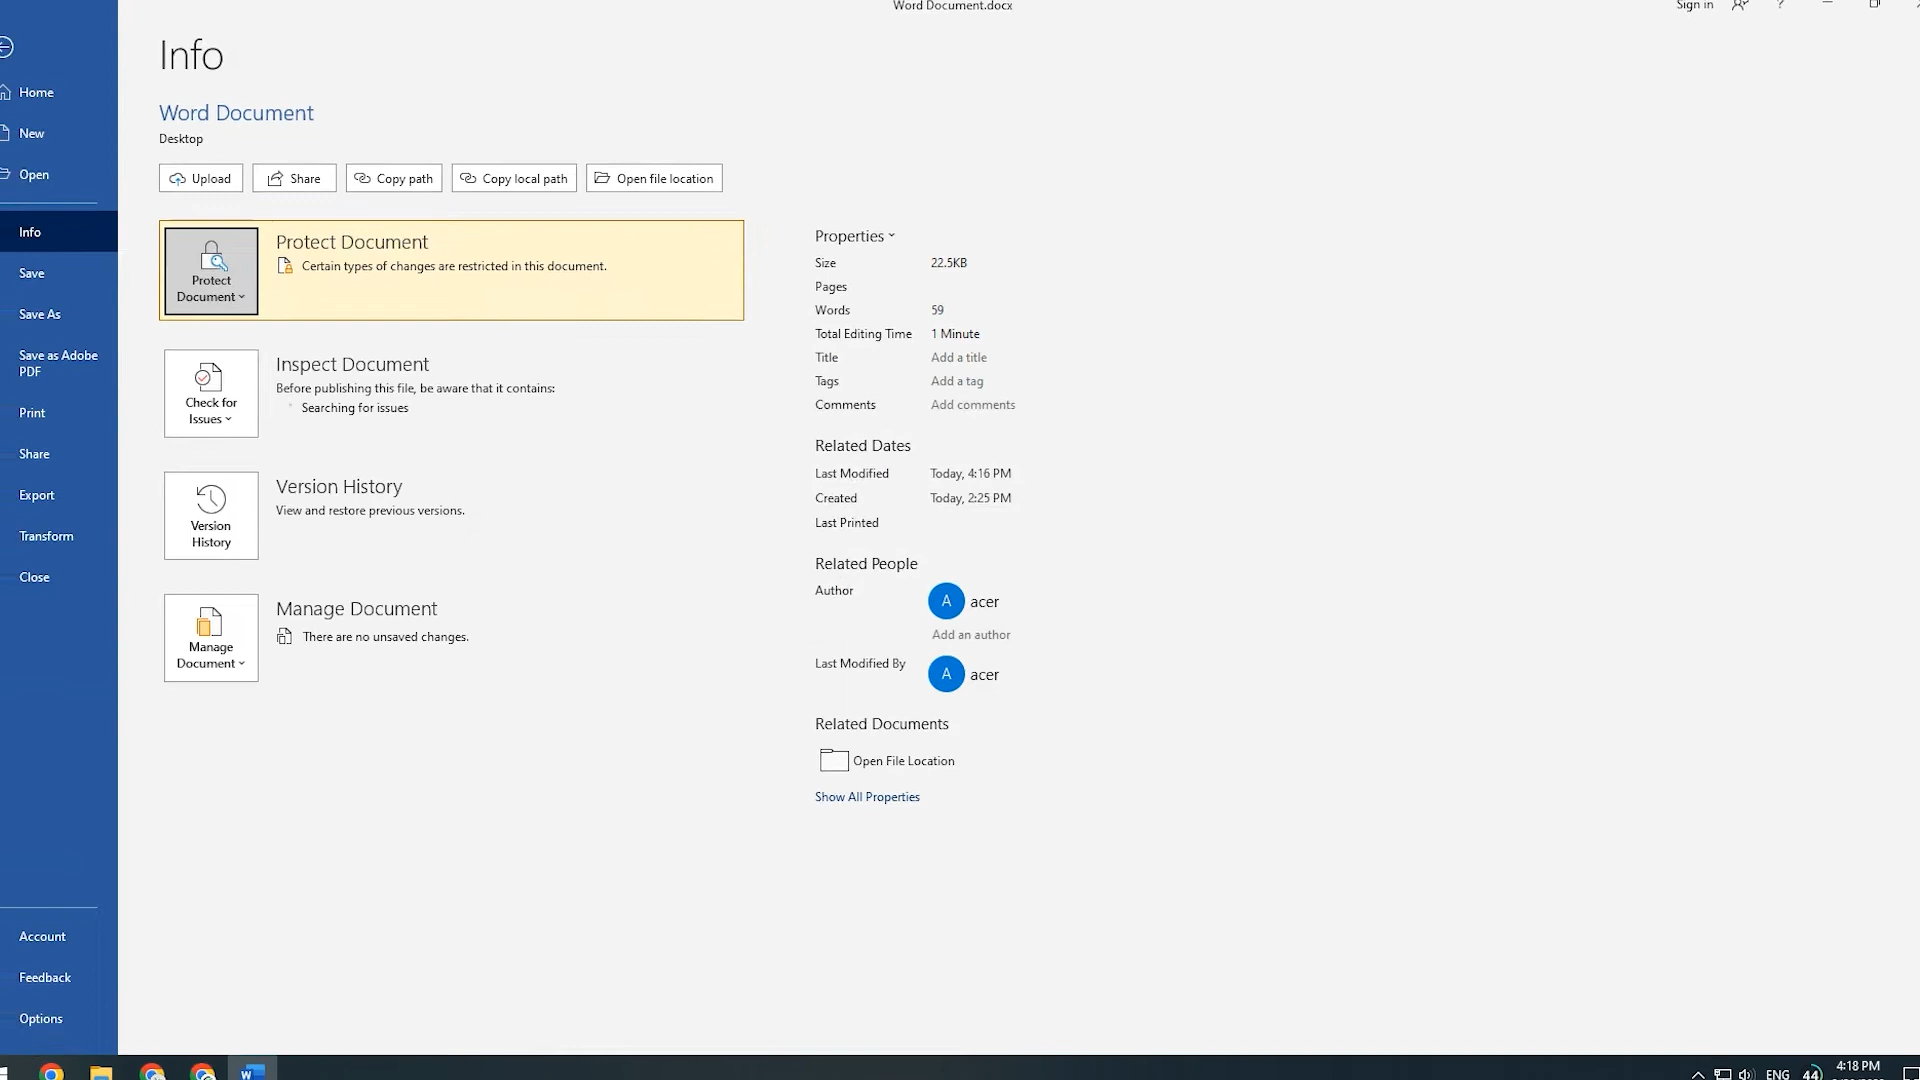 Word Document.docx
Sign in
?
Info
Home
New
Open
Info
Save
Save As
Save as Adobe
PDF
Print
Share
Export
Transform
Close
Account
Feedback
Options
Word Document
Desktop
Upload
Share
Copy path
Copy local path
Open file location
Protect
Document
Protect Document
Certain types of changes are restricted in this document.
Check for
Issues
Inspect Document
Before publishing this file, be aware that it contains:
Searching for issues
Version
History
Version History
View and restore previous versions.
Manage
Document
Manage Document
There are no unsaved changes.
Properties
Size 22.5KB
Pages
Words 59
Total Editing Time 1 Minute
Title Add a title
Tags Add a tag
Comments Add comments
Related Dates
Last Modified Today, 4:16 PM
Created Today, 2:25 PM
Last Printed
Related People
Author A acer
Add an author
Last Modified By A acer
Related Documents
Open File Location
Show All Properties
W
ENG 44 4:18 PM